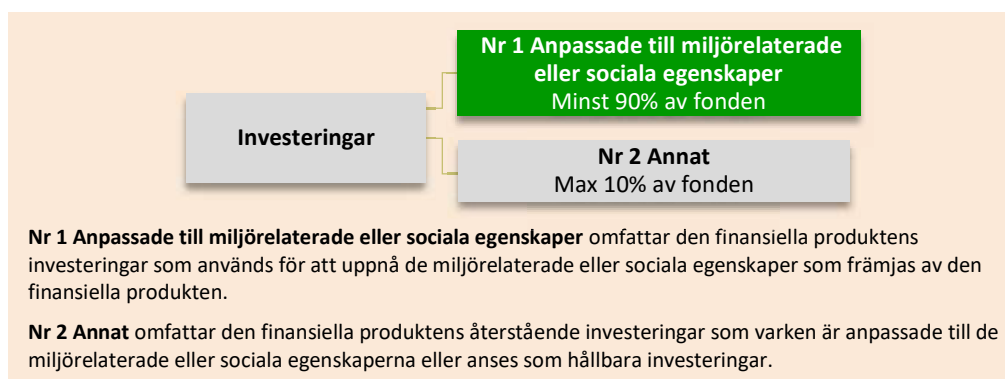 Nr 1 Anpassade till miljörelaterade
eller sociala egenskaper
Minst 90% av fonden
Investeringar
Nr 2 Annat
Max 10% av fonden
Nr 1 Anpassade till miljörelaterade eller sociala egenskaper omfattar den finansiella produktens
investeringar som används för att uppnå de miljörelaterade eller sociala egenskaper som främjas av den
finansiella produkten.
Nr 2 Annat omfattar den finansiella produktens återstående investeringar som varken är anpassade till de
miljörelaterade eller sociala egenskaperna eller anses som hållbara investeringar.